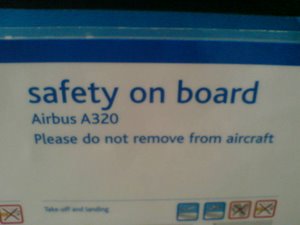 safety on board
Airbus A320
Please do not remove from aircraft
Take-off and landing